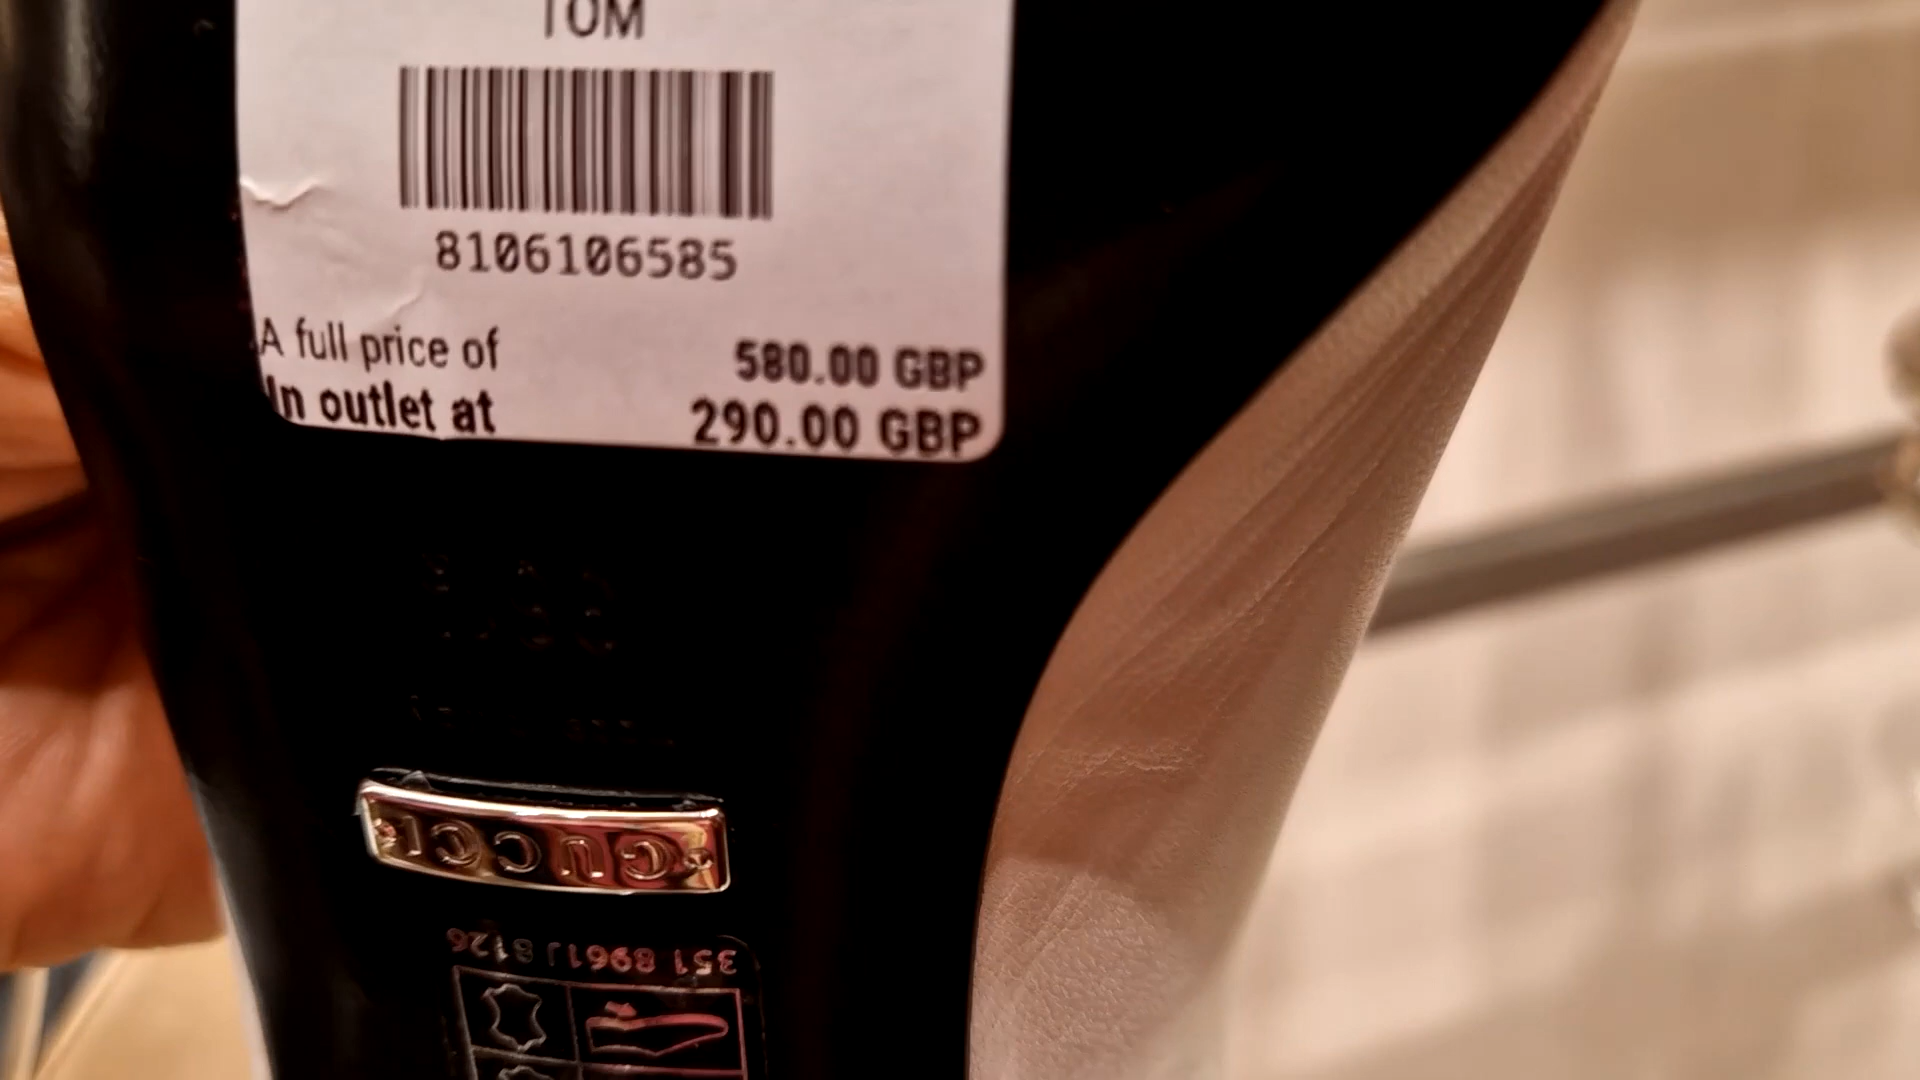 TOM
8106106585
A full price of 580.00 GBP
In outlet at 290.00 GBP
GUCCI
351 8961J 8126